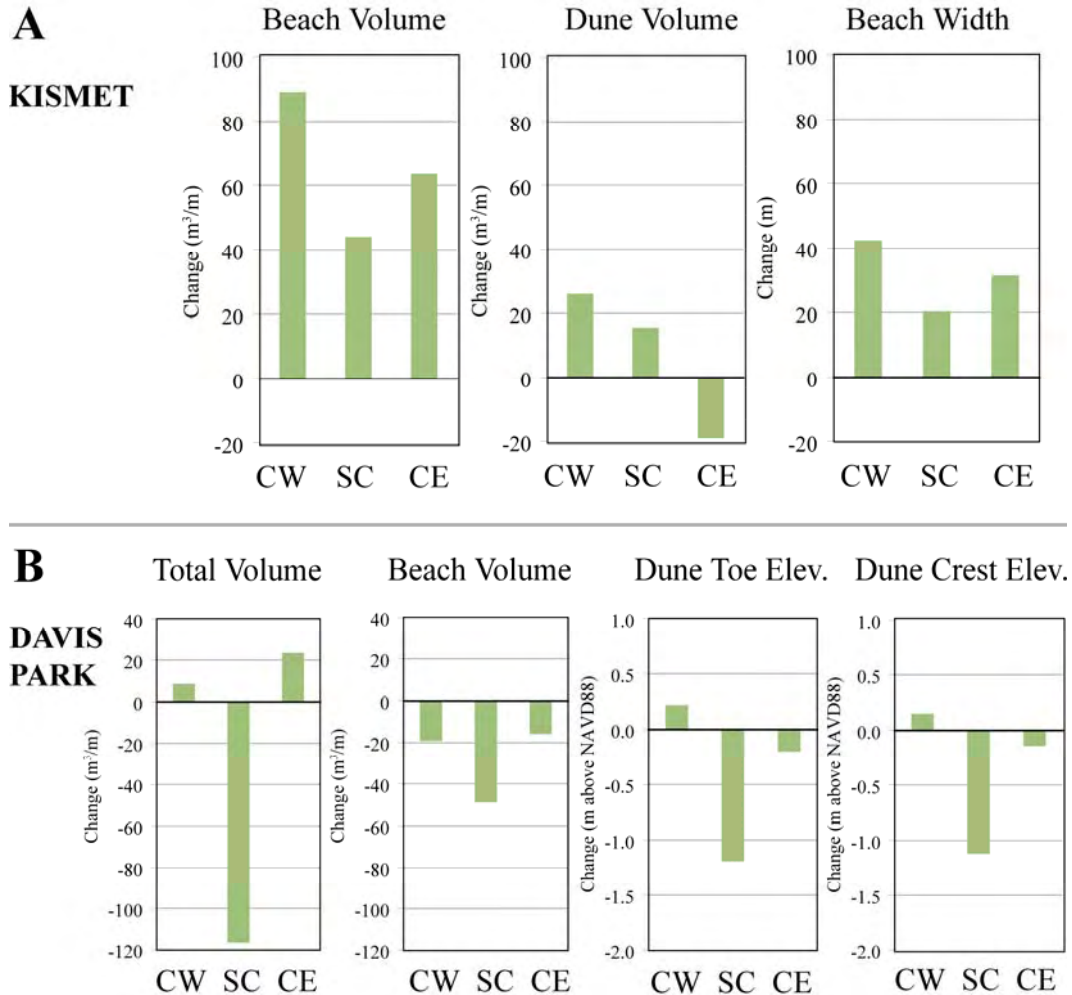 A
KISMET
Beach Volume
Change (m³/m)
100
80
60
40
20
0
-20
CW SC CE
Dune Volume
Change (m³/m)
100
80
60
40
20
0
-20
CW SC CE
Beach Width
Change (m)
100
80
60
40
20
0
-20
CW SC CE
B
DAVIS
PARK
Total Volume
Change (m³/m)
40
20
0
-20
-40
-60
-80
-100
-120
CW SC CE
Beach Volume
Change (m³/m)
40
20
0
-20
-40
-60
-80
-100
-120
CW SC CE
Dune Toe Elev.
Change (m above NAVD88)
1.0
0.5
0.0
-0.5
-1.0
-1.5
-2.0
CW SC CE
Dune Crest Elev.
Change (m above NAVD88)
1.0
0.5
0.0
-0.5
-1.0
-1.5
-2.0
CW SC CE